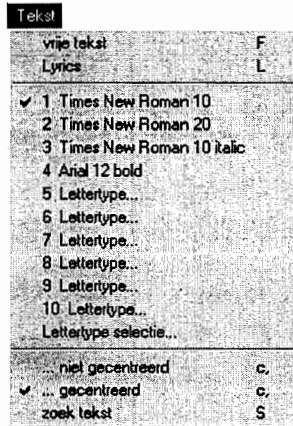 Tekst
vrije tekst F
Lyrics L
✔ 1 Times New Roman 10
2 Times New Roman 20
3 Times New Roman 10 italic
4 Arial 12 bold
5 Lettertype...
6 Lettertype...
7 Lettertype...
8 Lettertype...
9 Lettertype...
10 Lettertype...
Lettertype selectie...
... niet gecentreerd c,
✔ ... gecentreerd c,
zoek tekst S